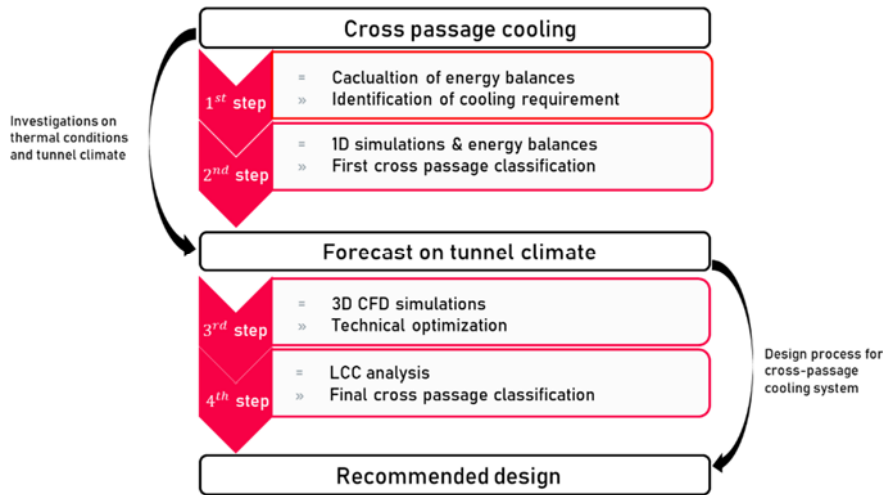 Cross passage cooling
= Caclualtion of energy balances
1st step
» Identification of cooling requirement
Investigations on
thermal conditions
and tunnel climate
= 1D simulations & energy balances
» First cross passage classification
2nd step
Forecast on tunnel climate
= 3D CFD simulations
3rd step
» Technical optimization
= LCC analysis
» Final cross passage classification
4th step
Design process for
cross-passage
cooling system
Recommended design